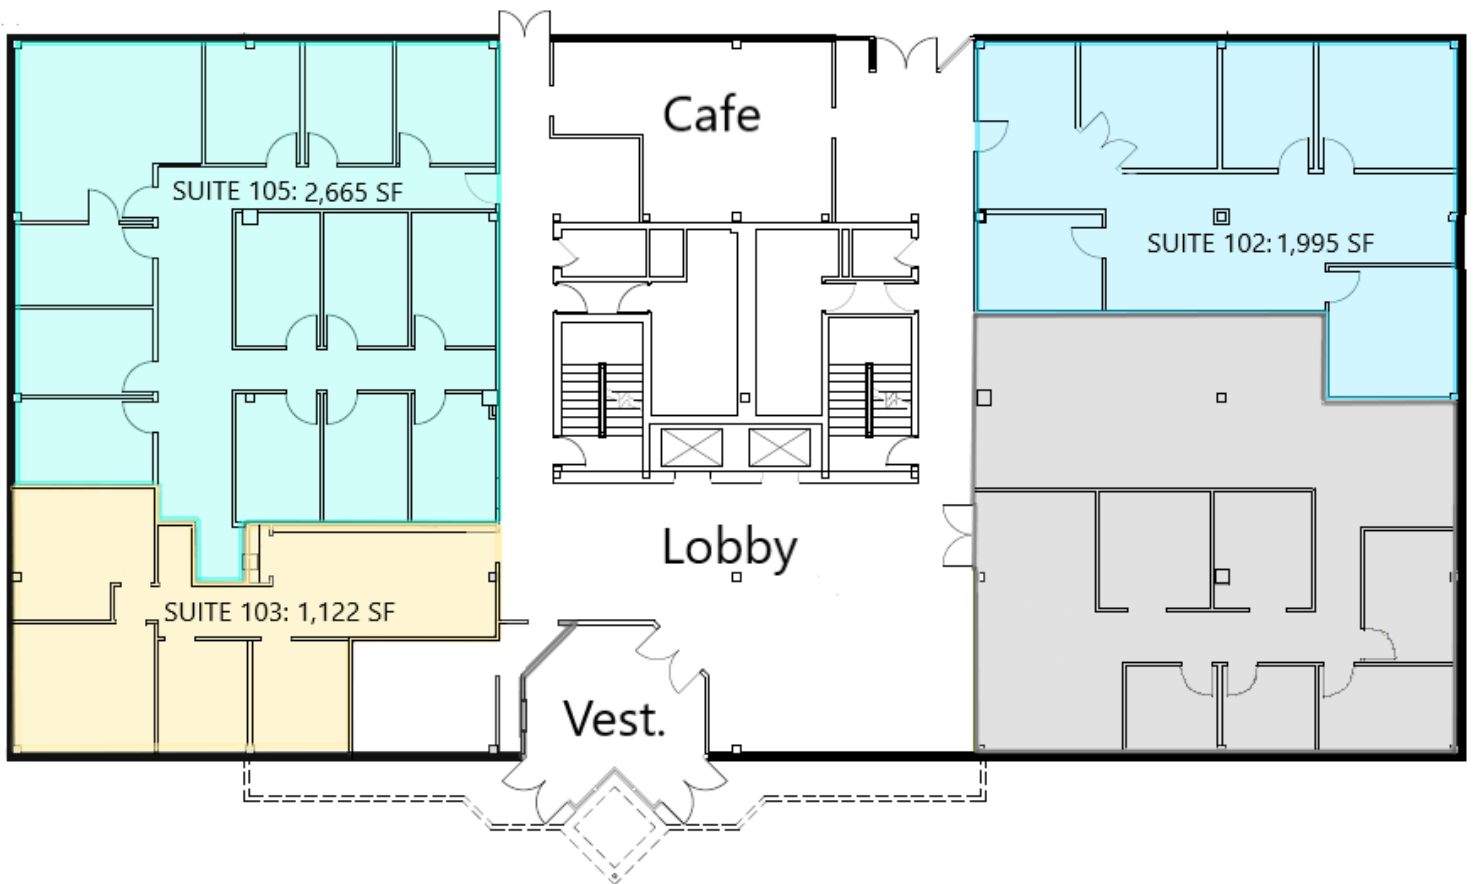 Cafe
SUITE 105: 2,665 SF
SUITE 102: 1,995 SF
Lobby
SUITE 103: 1,122 SF
Vest.